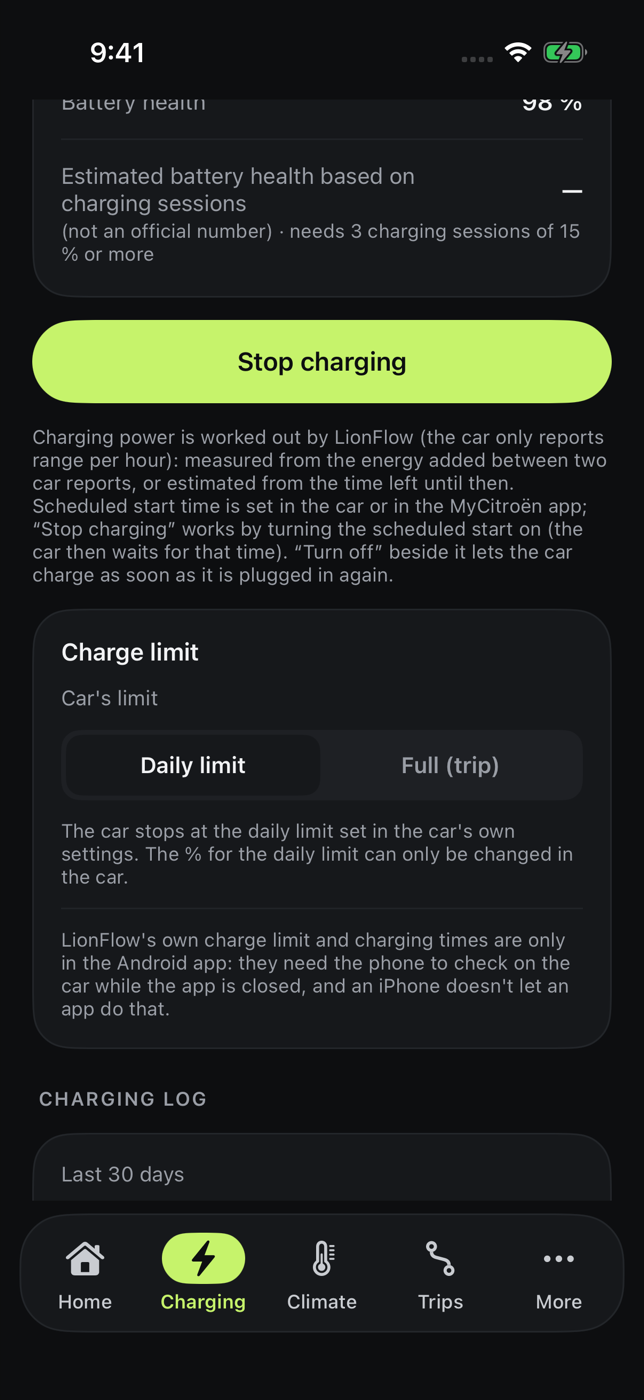 9:41
Battery health
98 %
Estimated battery health based on
charging sessions
—
(not an official number) · needs 3 charging sessions of 15
% or more
Stop charging
Charging power is worked out by LionFlow (the car only reports
range per hour): measured from the energy added between two
car reports, or estimated from the time left until then.
Scheduled start time is set in the car or in the MyCitroën app;
“Stop charging” works by turning the scheduled start on (the
car then waits for that time). “Turn off” beside it lets the car
charge as soon as it is plugged in again.
Charge limit
Car's limit
Daily limit
Full (trip)
The car stops at the daily limit set in the car's own
settings. The % for the daily limit can only be changed in
the car.
LionFlow's own charge limit and charging times are only
in the Android app: they need the phone to check on the
car while the app is closed, and an iPhone doesn't let an
app do that.
CHARGING LOG
Last 30 days
Home
Charging
Climate
Trips
More